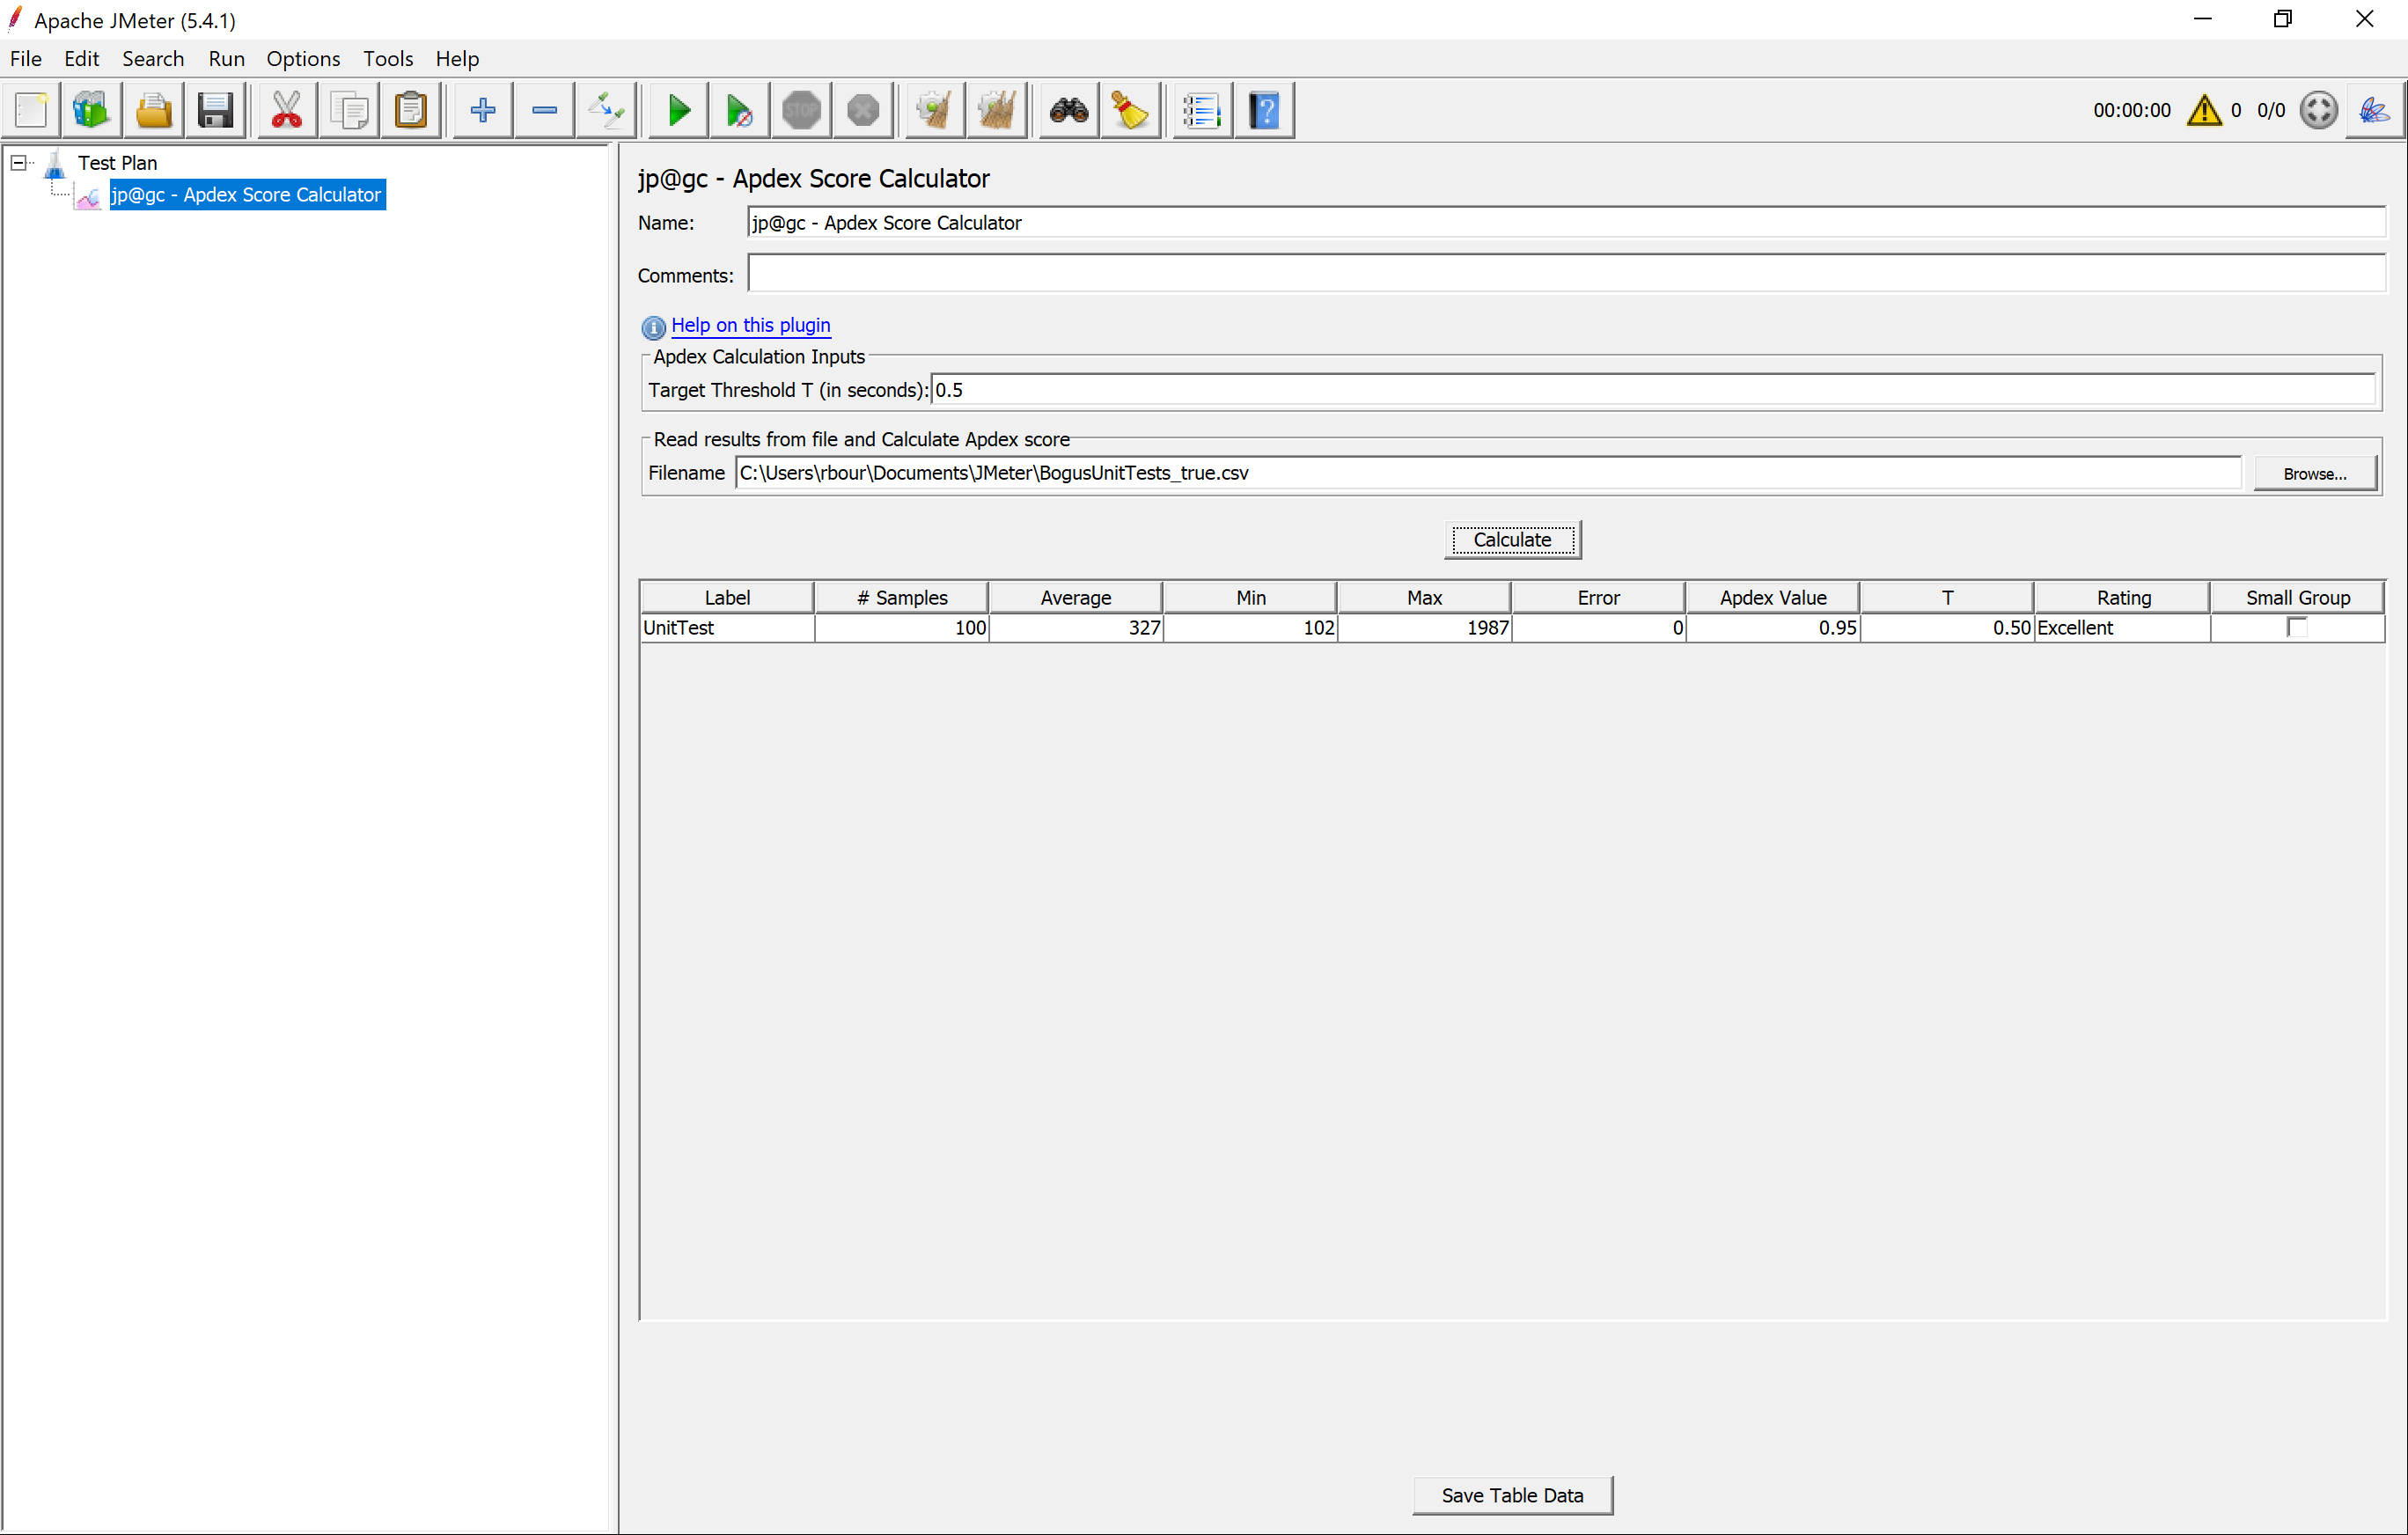 Apache JMeter (5.4.1)
File Edit Search Run Options Tools Help
STOP 00:00:00 0 0/0
Test Plan
jp@gc - Apdex Score Calculator
jp@gc - Apdex Score Calculator
Name: jp@gc - Apdex Score Calculator
Comments:
Help on this plugin
Apdex Calculation Inputs
Target Threshold T (in seconds): 0.5
Read results from file and Calculate Apdex score
Filename C:\Users\rbour\Documents\JMeter\BogusUnitTests_true.csv Browse...
Calculate
Label # Samples Average Min Max Error Apdex Value T Rating Small Group
UnitTest 100 327 102 1987 0 0.95 0.50 Excellent
Save Table Data